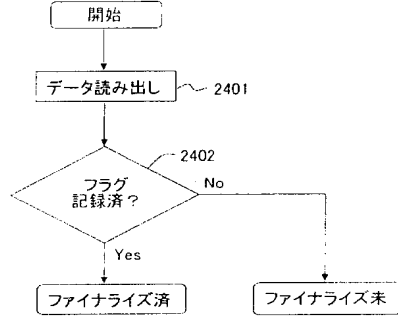 開始
データ読み出し
2401
2402
フラグ
記録済？
No
Yes
ファイナライズ済
ファイナライズ未